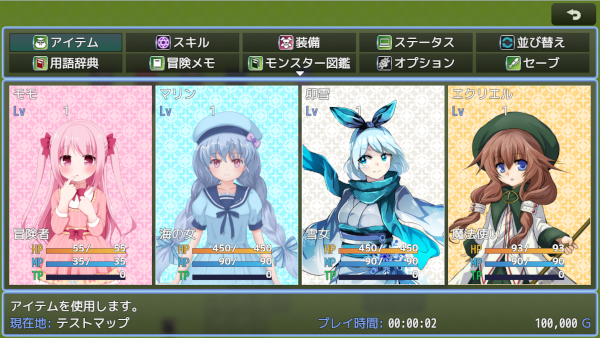 アイテム スキル 装備 ステータス 並び替え
用語辞典 冒険メモ モンスター図鑑 オプション セーブ
モモ マリン 卯雪 エクリエル
Lv 1 Lv 1 Lv 1 Lv 1
冒険者 海の女 雪女 魔法使い
HP 55/ 55 HP 450/ 450 HP 450/ 450 HP 93/ 93
MP 35/ 35 MP 90/ 90 MP 90/ 90 MP 90/ 90
TP 0 TP 0 TP 0 TP 0
アイテムを使用します。
現在地: テストマップ プレイ時間: 00:00:02 100,000 G